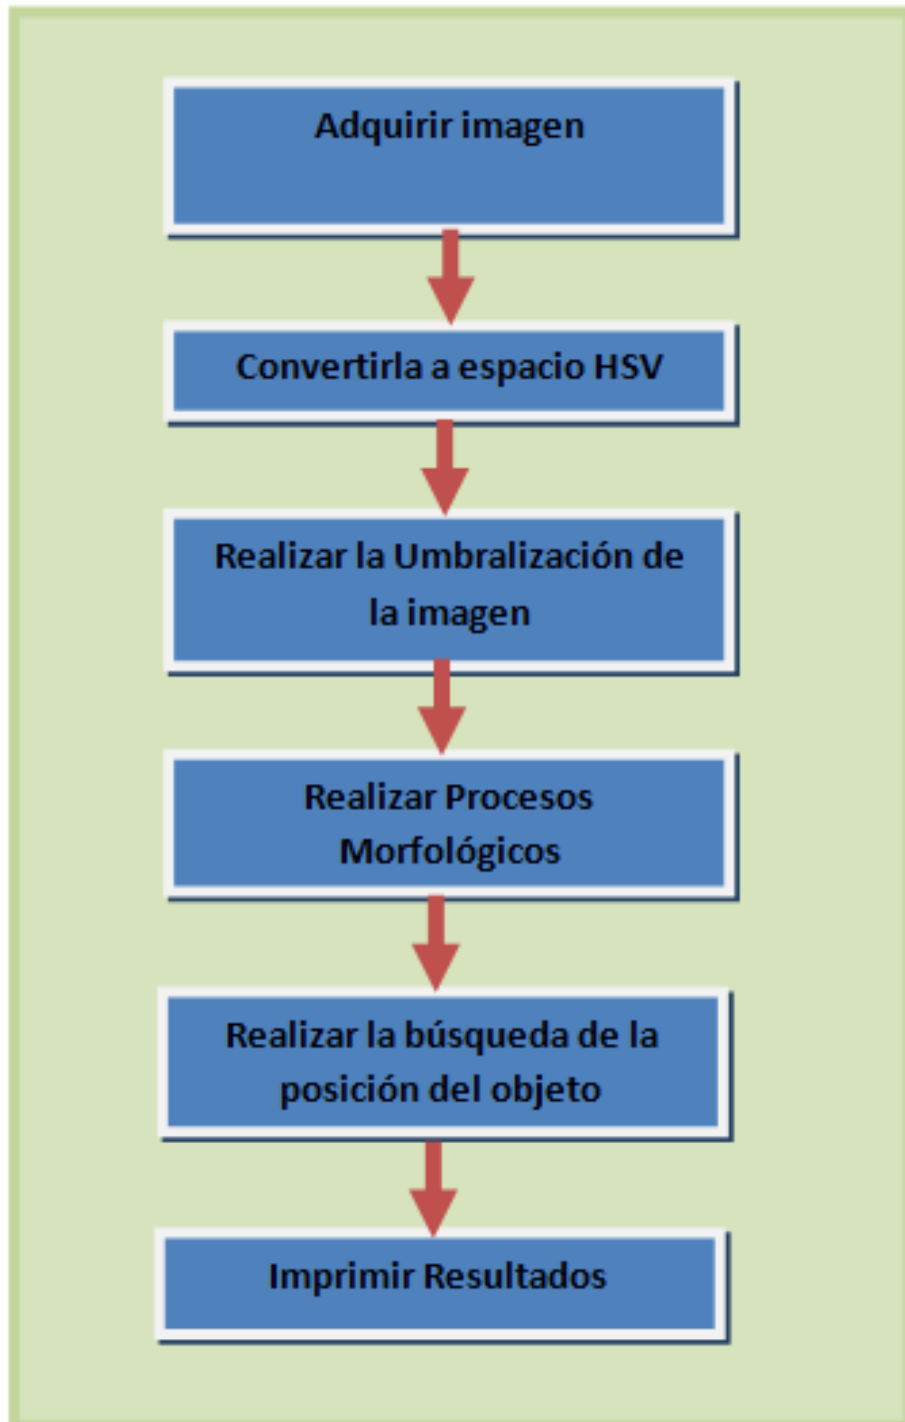 Adquirir imagen
Convertirla a espacio HSV
Realizar la Umbralización de
la imagen
Realizar Procesos
Morfológicos
Realizar la búsqueda de la
posición del objeto
Imprimir Resultados